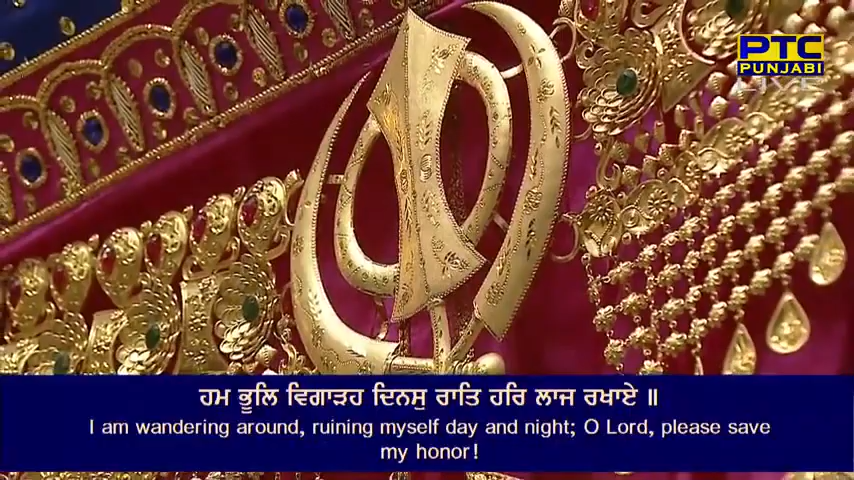 PTC
PUNJABI
LIVE
ਹਮ ਭੂਲਿ ਵਿਗਾੜਹ ਦਿਨਸੁ ਰਾਤਿ ਹਰਿ ਲਾਜ ਰਖਾਏ ॥
I am wandering around, ruining myself day and night; O Lord, please save
my honor!